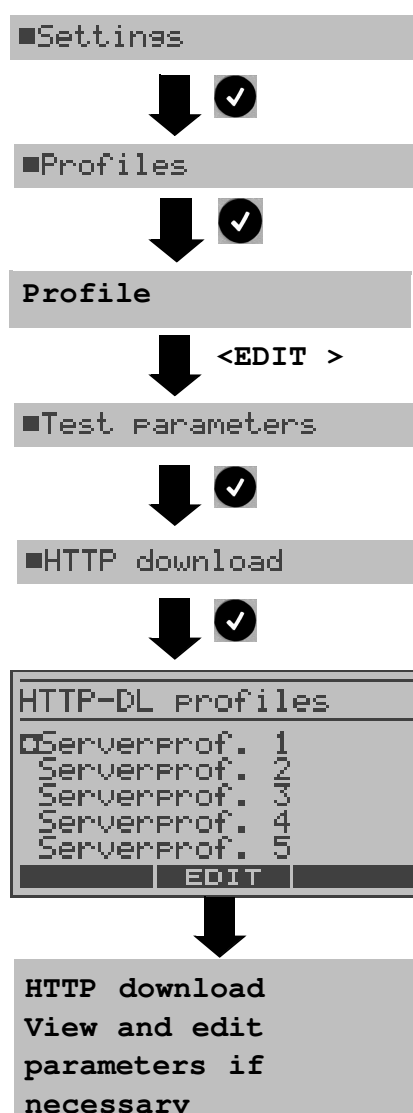 ■Settings
■Profiles
Profile
<EDIT >
■Test parameters
■HTTP download
HTTP-DL profiles
Serverprof. 1
Serverprof. 2
Serverprof. 3
Serverprof. 4
Serverprof. 5
EDIT
HTTP download
View and edit
parameters if
necessary